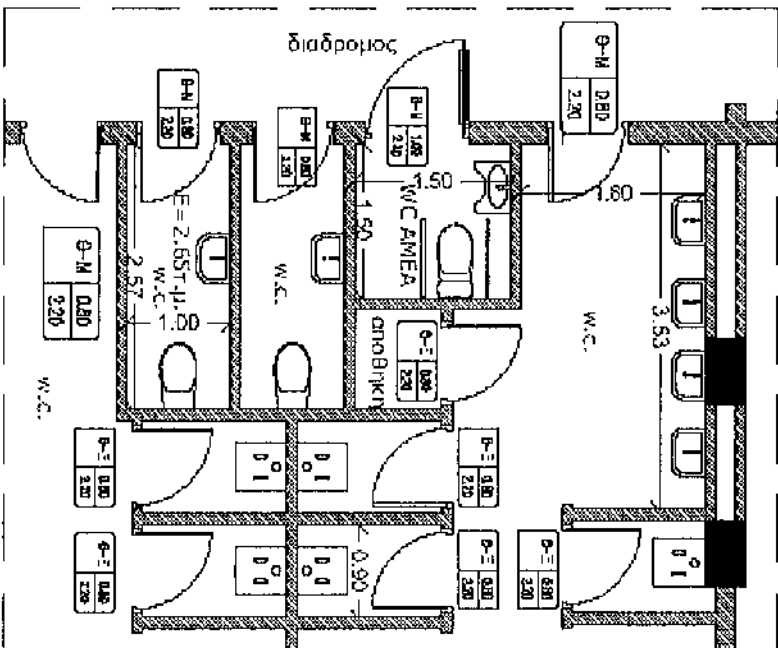 διαδρομος
Θ-Μ 0.80 2.20
Θ-Μ 0.80 2.20
Θ-Μ 0.80 2.20
Θ-Μ 1.00 2.20
1.50
1.60
1.50
WC ΑΜΕΑ
E=2.65τ.μ.
w.c.
2.57
w.c.
Θ-Μ 0.80 2.20
1.00
w.c.
3.53
αποθηκη
Θ-Ξ 0.80 2.20
w.c.
Θ-Ξ 0.80 2.20
Θ-Ξ 0.80 2.20
Θ-Ξ 0.80 2.20
0.90
Θ-Ξ 0.80 2.20
Θ-Ξ 0.80 2.20